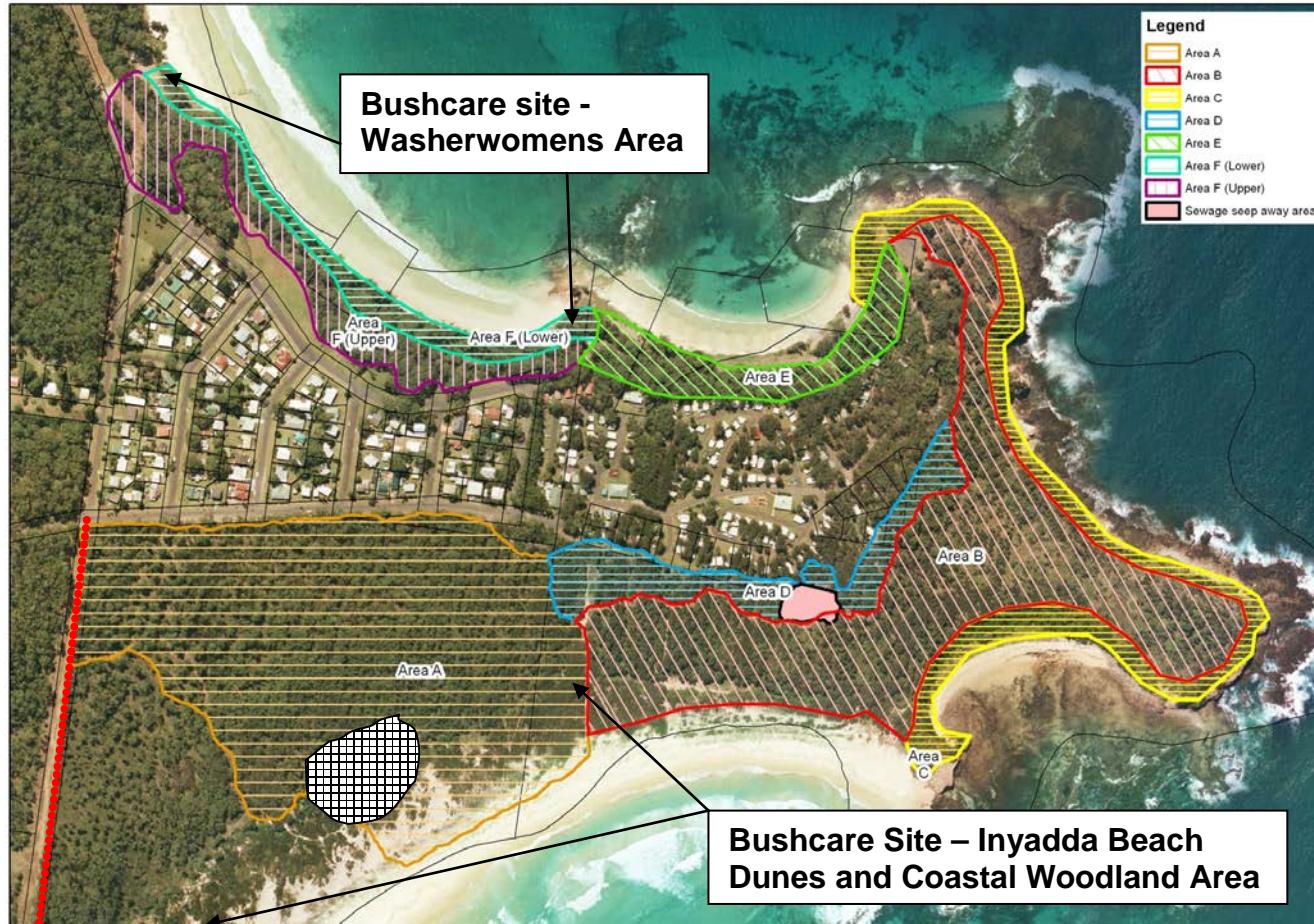 Legend
Area A
Area B
Area C
Area D
Area E
Area F (Lower)
Area F (Upper)
Sewage seep away area
Bushcare site -
Washerwomens Area
Area
F (Upper)
Area F (Lower)
Area E
Area B
Area D
Area A
Area
C
Bushcare Site – Inyadda Beach
Dunes and Coastal Woodland Area